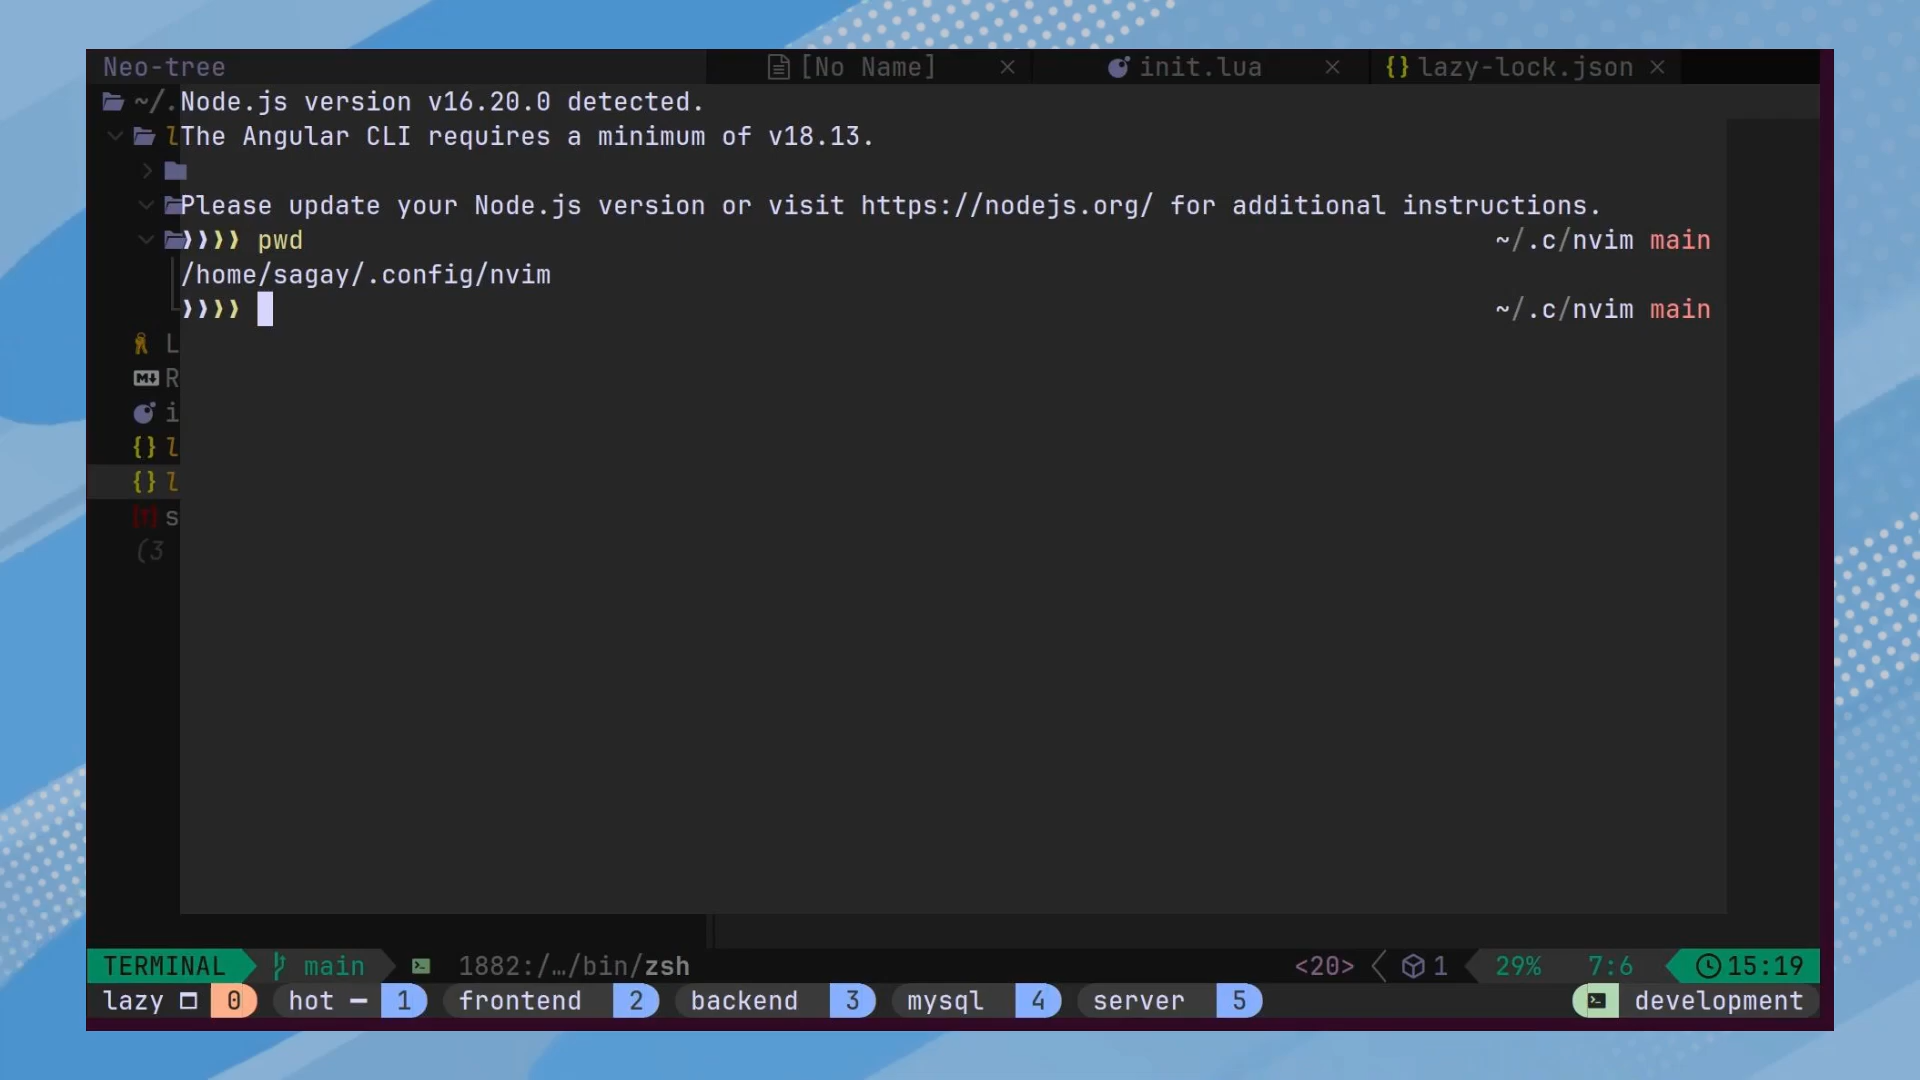 Neo-tree [No Name] × init.lua × {} lazy-lock.json ×
~/.
Node.js version v16.20.0 detected.
l
The Angular CLI requires a minimum of v18.13.
Please update your Node.js version or visit https://nodejs.org/ for additional instructions.
❱❱❱❱ pwd ~/.c/nvim main
/home/sagay/.config/nvim
❱❱❱❱ ~/.c/nvim main
L
R
i
{} l
{} l
s
(3
TERMINAL main 1882:/…/bin/zsh <20> 1 29% 7:6 15:19
lazy 0 hot 1 frontend 2 backend 3 mysql 4 server 5 development